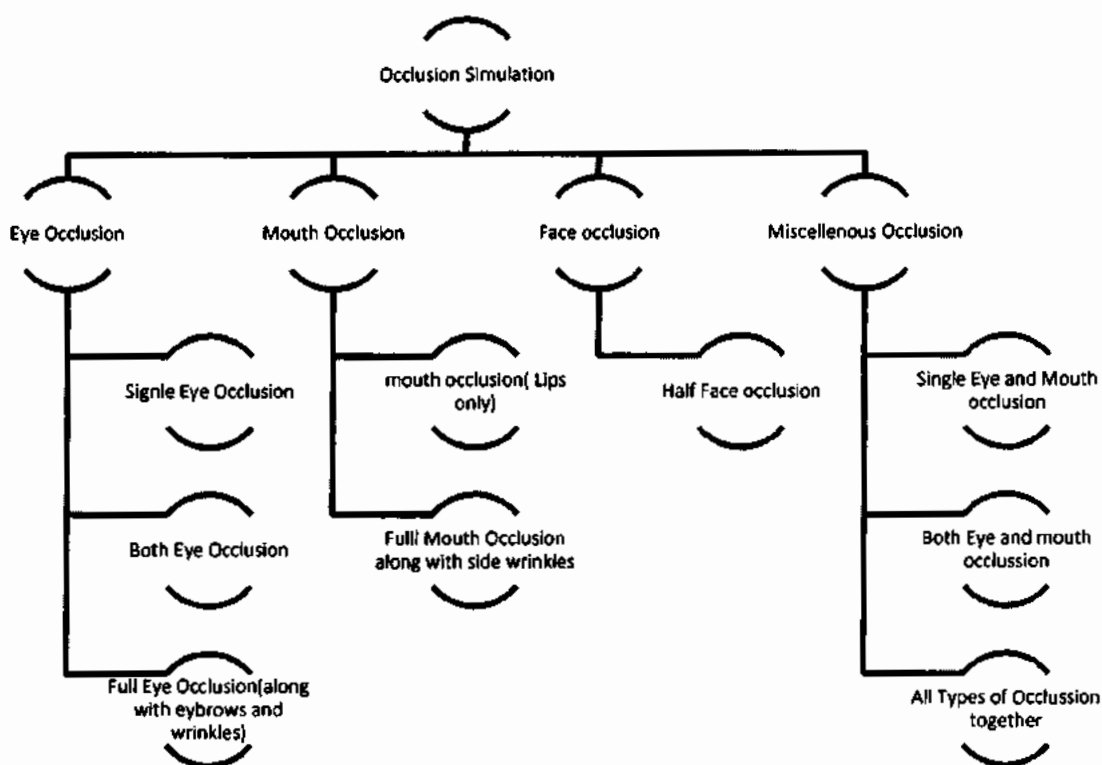 Occlusion Simulation
Eye Occlusion
Mouth Occlusion
Face occlusion
Miscellenous Occlusion
Signle Eye Occlusion
mouth occlusion( Lips
only)
Half Face occlusion
Single Eye and Mouth
occlusion
Both Eye Occlusion
Fulll Mouth Occlusion
along with side wrinkles
Both Eye and mouth
occlussion
Full Eye Occlusion(along
with eybrows and
wrinkles)
All Types of Occlussion
together